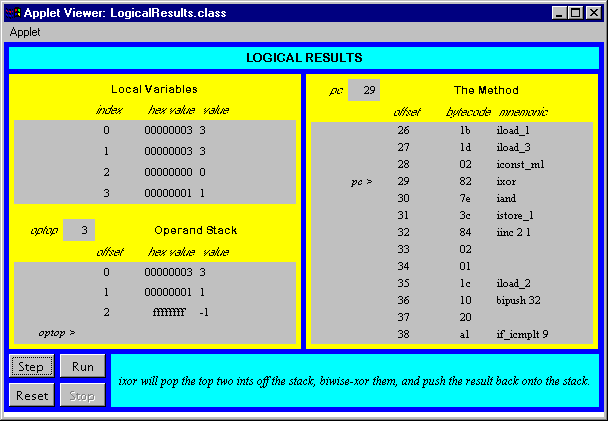 Applet Viewer: LogicalResults.class
Applet
LOGICAL RESULTS
Local Variables
index hex value value
0 00000003 3
1 00000003 3
2 00000000 0
3 00000001 1
optop 3 Operand Stack
offset hex value value
0 00000003 3
1 00000001 1
2 ffffffff -1
optop >
pc 29 The Method
offset bytecode mnemonic
26 1b iload_1
27 1d iload_3
28 02 iconst_m1
pc > 29 82 ixor
30 7e iand
31 3c istore_1
32 84 iinc 2 1
33 02
34 01
35 1c iload_2
36 10 bipush 32
37 20
38 a1 if_icmplt 9
Step Run
Reset Stop
ixor will pop the top two ints off the stack, biwise-xor them, and push the result back onto the stack.